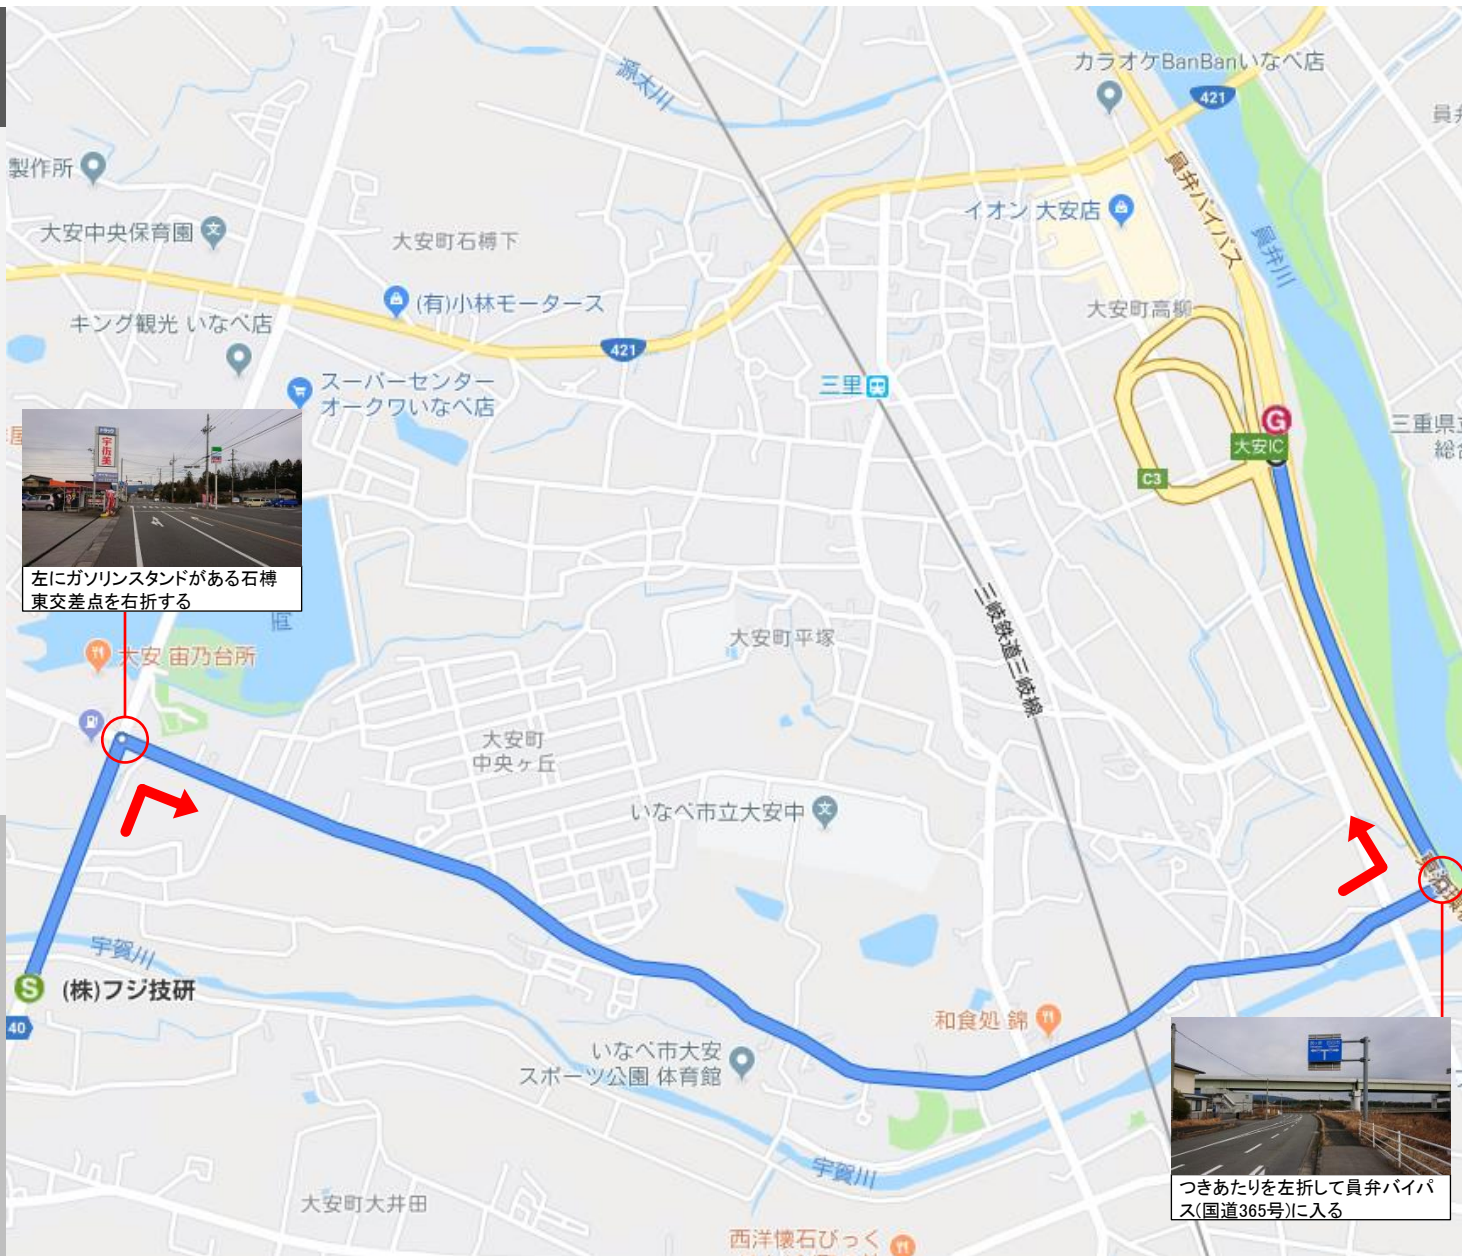 源太川
カラオケBanBanいなべ店
421
員弁
製作所
大安中央保育園
大安町石榑下
イオン 大安店
員弁バイパス
員弁川
(有)小林モータース
キング観光 いなべ店
大安町高柳
421
スーパーセンター
オークワいなべ店
三里
G
大安IC
三重県立
総合
C3
宇佐美
左にガソリンスタンドがある石榑
東交差点を右折する
三岐鉄道三岐線
大安町平塚
大安 宙乃台所
大安町
中央ヶ丘
いなべ市立大安中
宇賀川
S
(株)フジ技研
40
和食処 錦
いなべ市大安
スポーツ公園 体育館
宇賀川
大安町大井田
つきあたりを左折して員弁バイパ
ス(国道365号)に入る
西洋懐石びっく